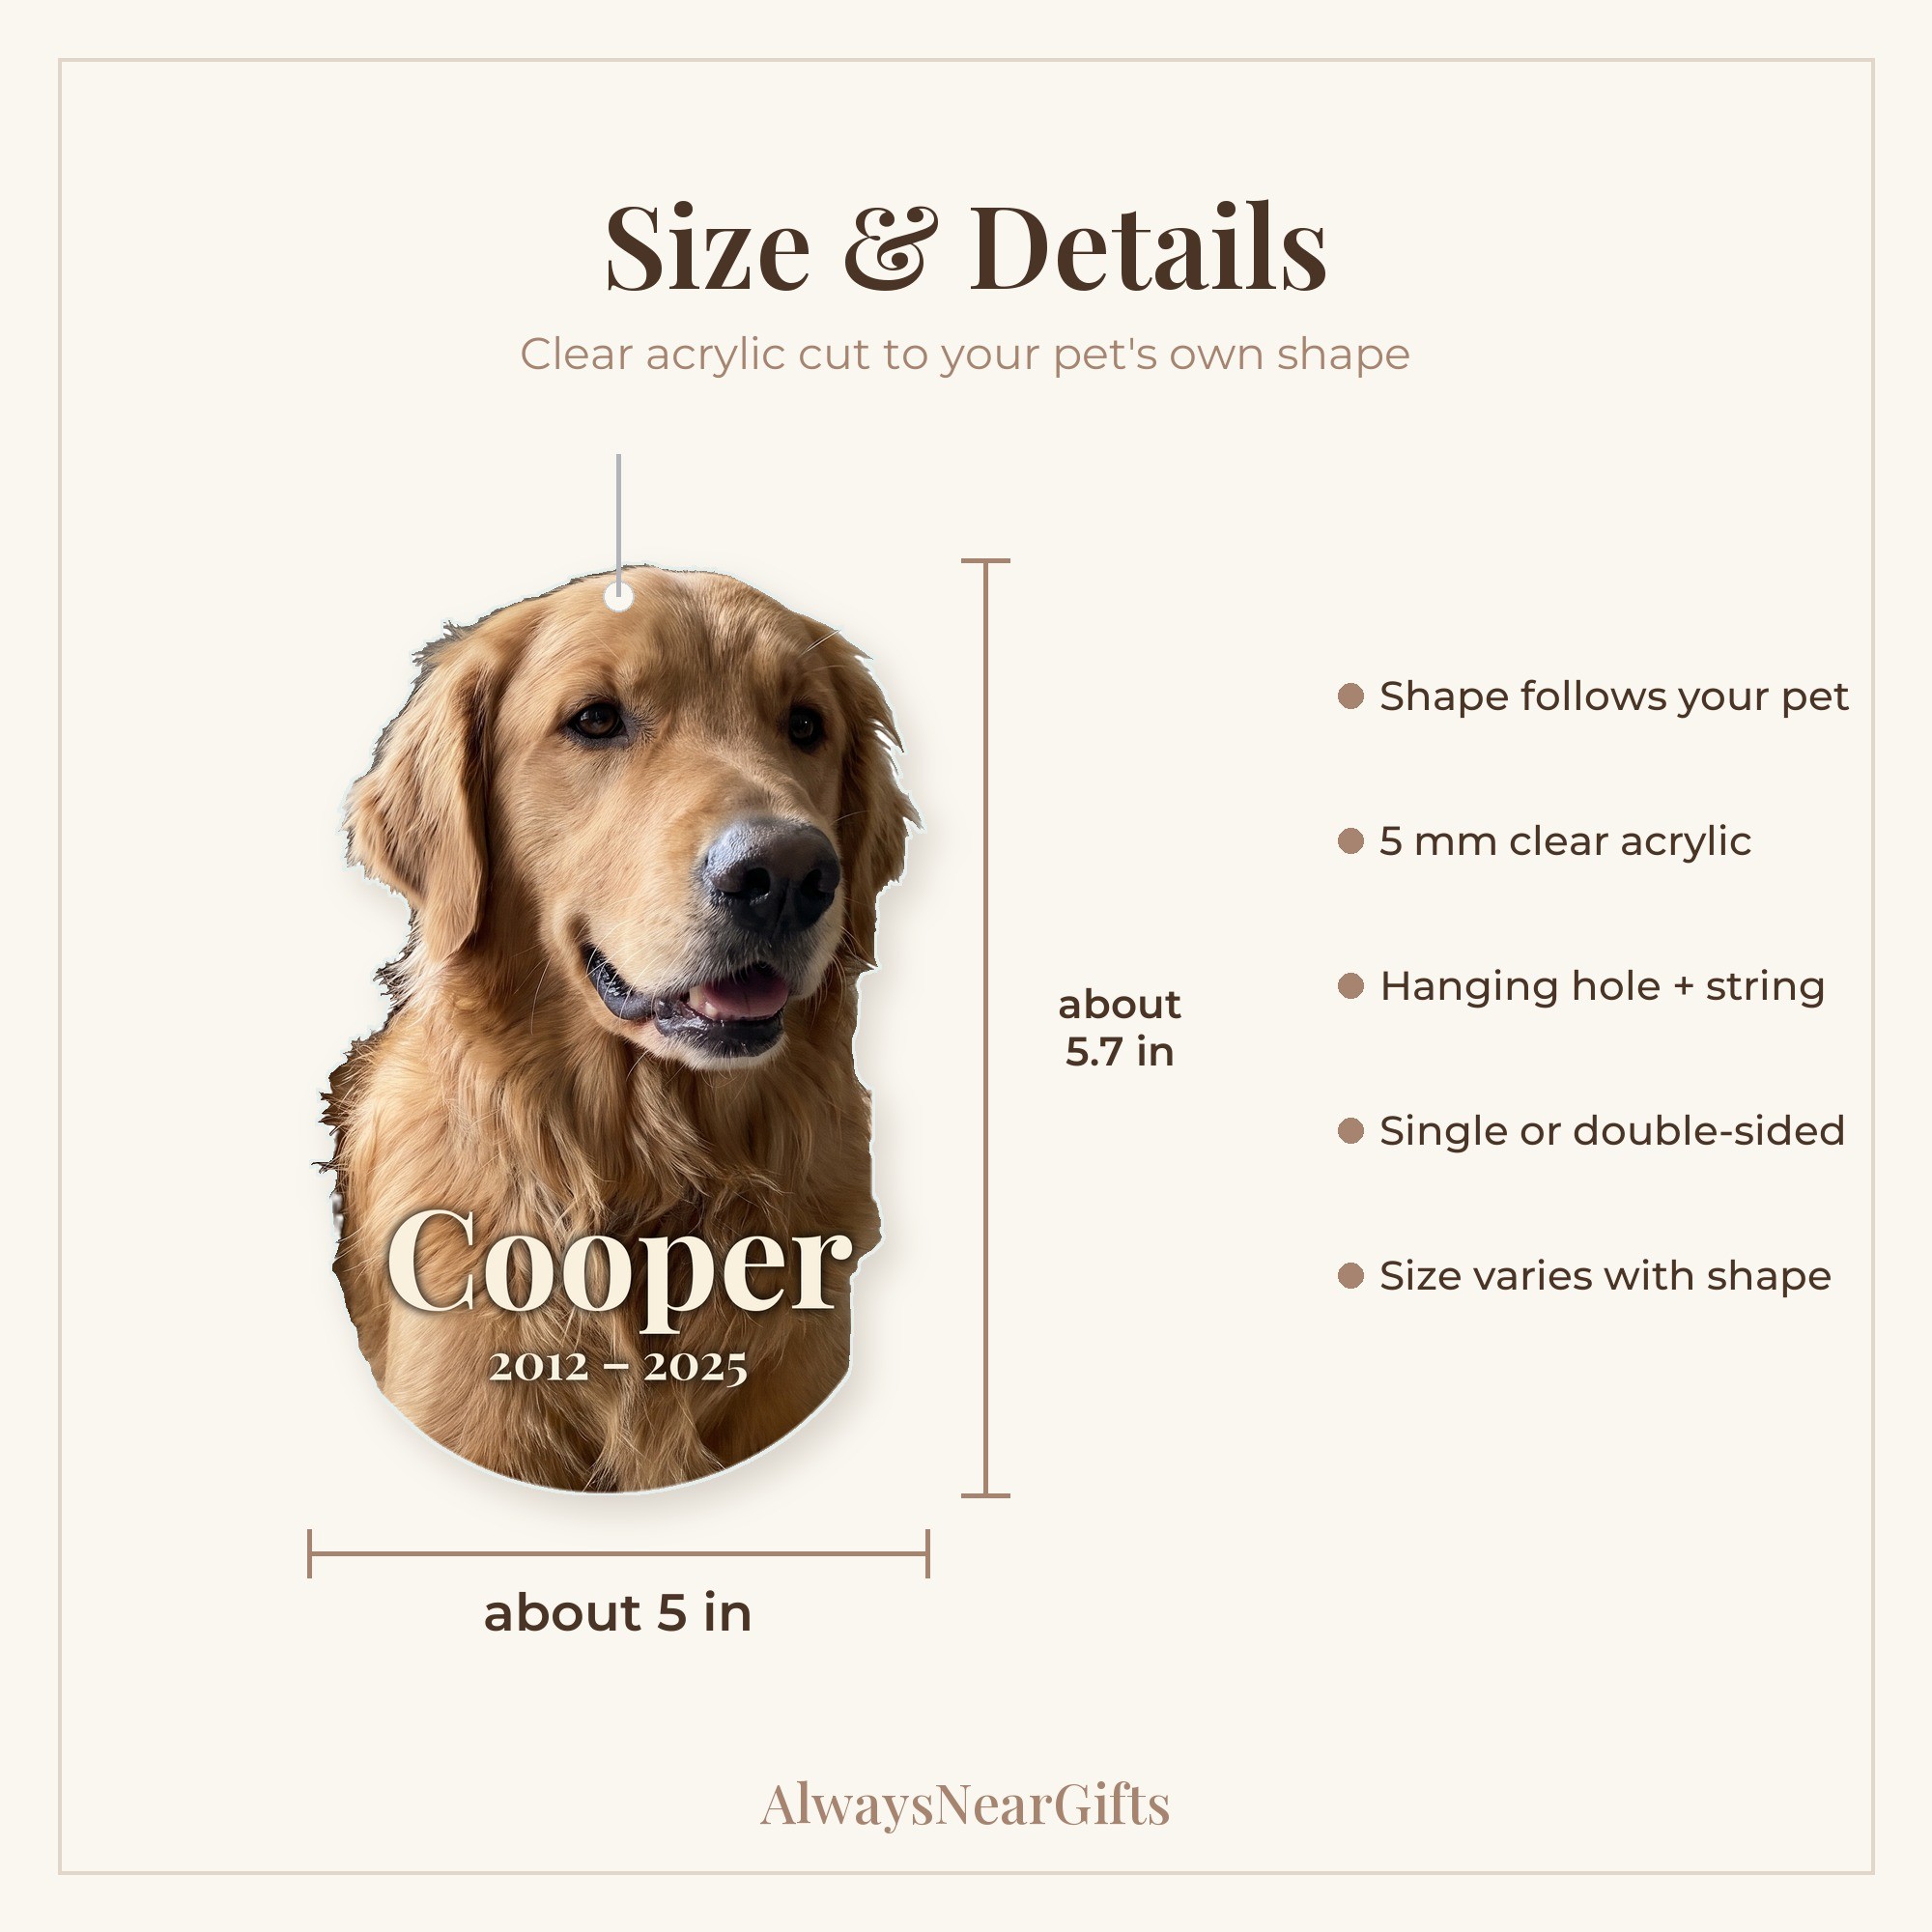 Size & Details
Clear acrylic cut to your pet's own shape
Shape follows your pet
5 mm clear acrylic
about
5.7 in
Hanging hole + string
Single or double-sided
Size varies with shape
Cooper
2012 – 2025
about 5 in
AlwaysNearGifts